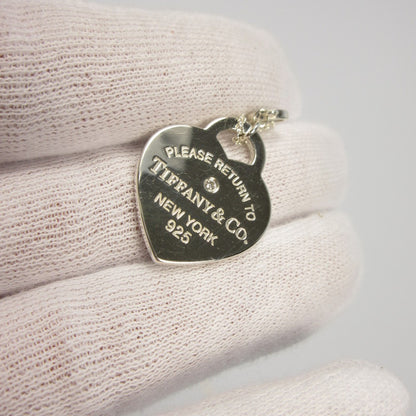 PLEASE RETURN TO
TIFFANY & CO.
NEW YORK
925